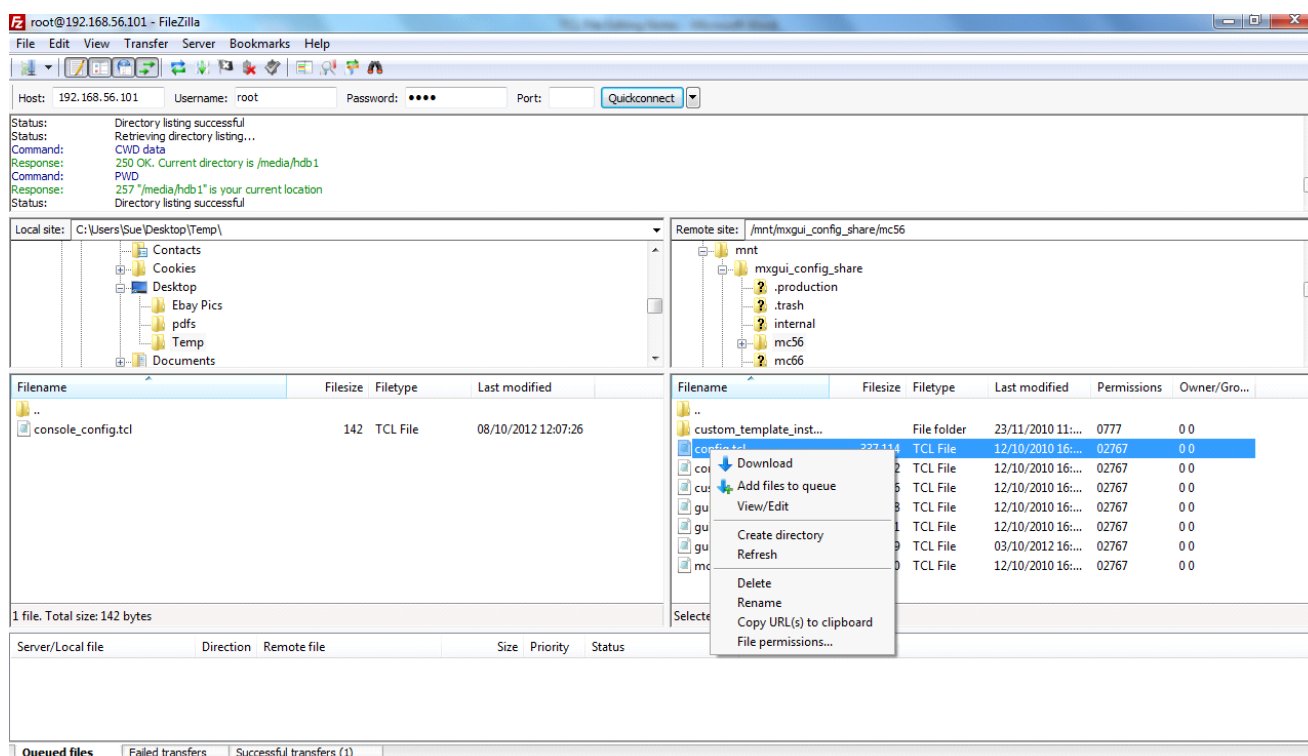 root@192.168.56.101 - FileZilla
File Edit View Transfer Server Bookmarks Help
Host: 192.168.56.101 Username: root Password: •••• Port: Quickconnect
Status: Directory listing successful
Status: Retrieving directory listing...
Command: CWD data
Response: 250 OK. Current directory is /media/hdb1
Command: PWD
Response: 257 "/media/hdb1" is your current location
Status: Directory listing successful
Local site: C:\Users\Sue\Desktop\Temp\
Contacts
Cookies
Desktop
Ebay Pics
pdfs
Temp
Documents
Remote site: /mnt/mxgui_config_share/mc56
mnt
mxgui_config_share
.production
.trash
internal
mc56
mc66
Filename Filesize Filetype Last modified
..
console_config.tcl 142 TCL File 08/10/2012 12:07:26
1 file. Total size: 142 bytes
Filename Filesize Filetype Last modified Permissions Owner/Gro...
..
custom_template_inst... File folder 23/11/2010 11:... 0777 0 0
config.tcl TCL File 12/10/2010 16:... 02767 0 0
2 TCL File 12/10/2010 16:... 02767 0 0
6 TCL File 12/10/2010 16:... 02767 0 0
8 TCL File 12/10/2010 16:... 02767 0 0
1 TCL File 12/10/2010 16:... 02767 0 0
9 TCL File 03/10/2012 16:... 02767 0 0
0 TCL File 12/10/2010 16:... 02767 0 0
Download
Add files to queue
View/Edit
Create directory
Refresh
Delete
Rename
Copy URL(s) to clipboard
File permissions...
Server/Local file Direction Remote file Size Priority Status
Queued files Failed transfers Successful transfers (1)